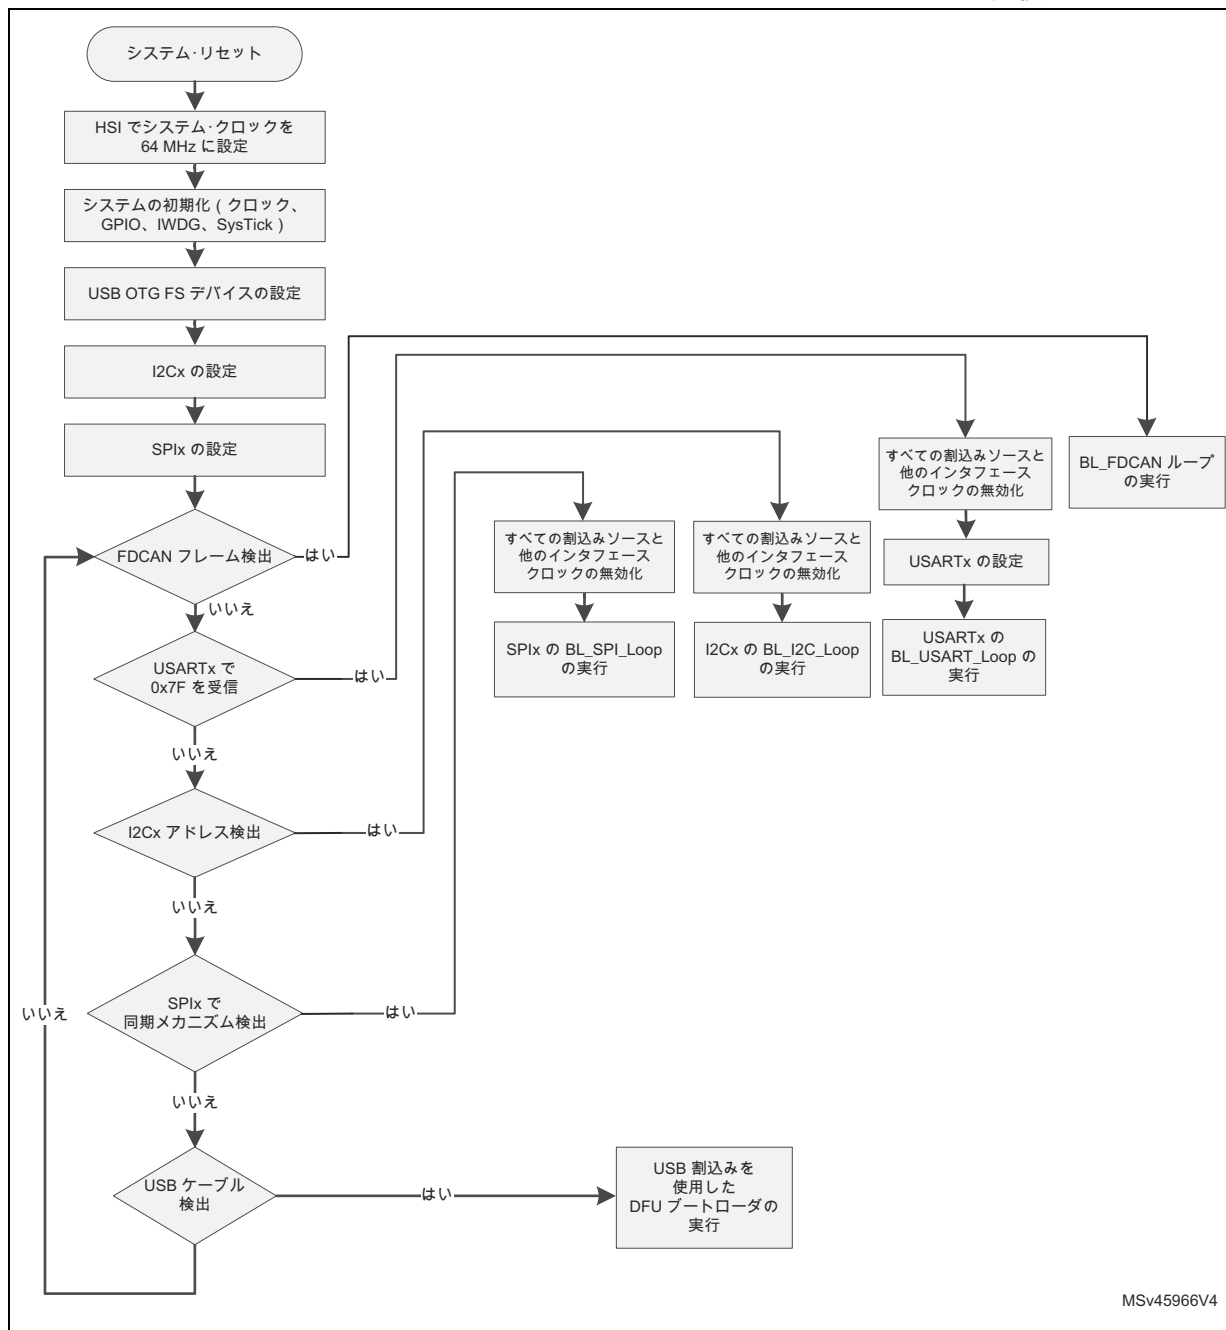 システム・リセット
HSI でシステム・クロックを
64 MHz に設定
システムの初期化 ( クロック、
GPIO、IWDG、SysTick )
USB OTG FS デバイスの設定
I2Cx の設定
SPIx の設定
FDCAN フレーム検出
はい
いいえ
USARTx で
0x7F を受信
はい
いいえ
I2Cx アドレス検出
はい
いいえ
SPIx で
同期メカニズム検出
はい
いいえ
いいえ
USB ケーブル
検出
はい
USB 割込みを
使用した
DFU ブートローダの
実行
すべての割込みソースと
他のインタフェース
クロックの無効化
SPIx の BL_SPI_Loop
の実行
すべての割込みソースと
他のインタフェース
クロックの無効化
I2Cx の BL_I2C_Loop
の実行
すべての割込みソースと
他のインタフェース
クロックの無効化
USARTx の設定
USARTx の
BL_USART_Loop の
実行
BL_FDCAN ループ
の実行
MSv45966V4